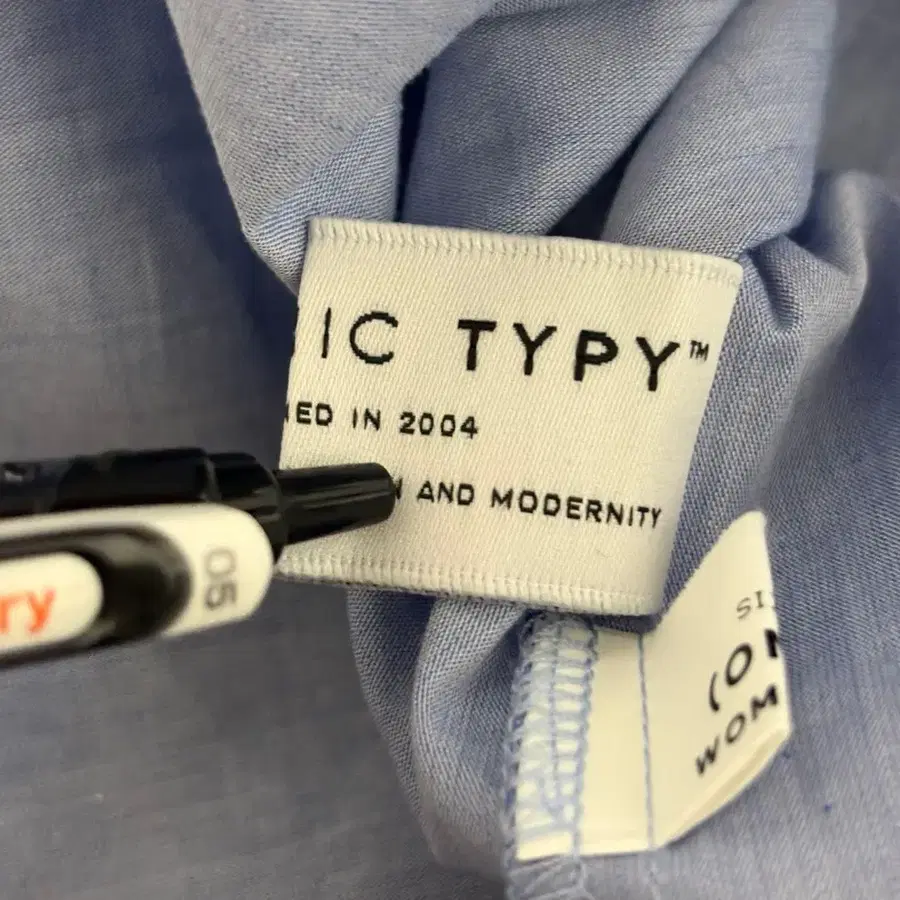 IC TYPY™
NED IN 2004
N AND MODERNITY
05
ry
SI
(ON
WOM